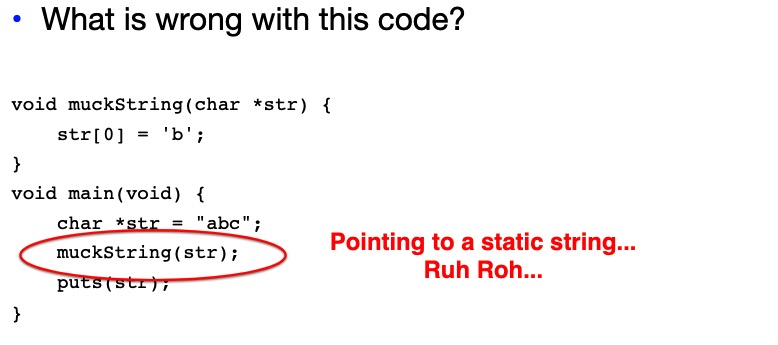 • What is wrong with this code?
void muckString(char *str) {
    str[0] = 'b';
}
void main(void) {
    char *str = "abc";
    muckString(str);
    puts(str);
}
Pointing to a static string...
Ruh Roh...